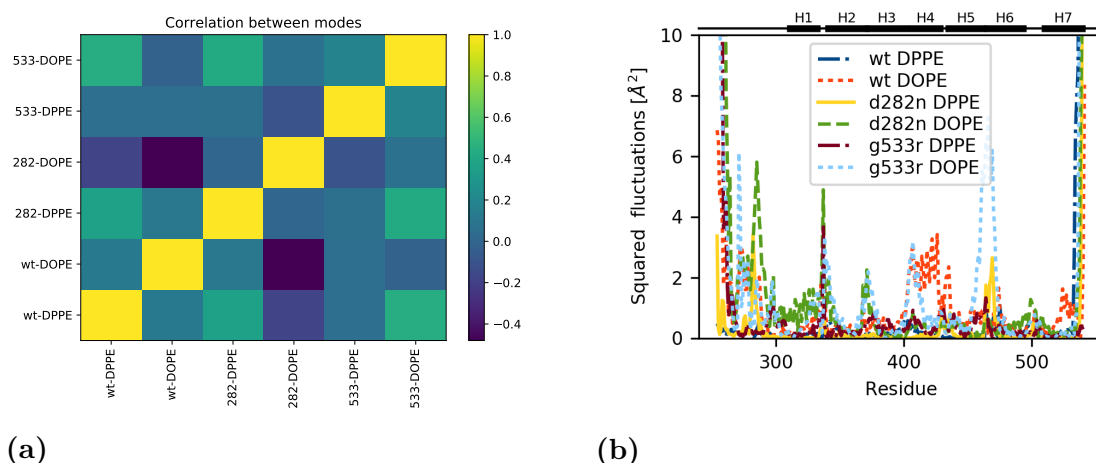 Correlation between modes
533-DOPE
533-DPPE
282-DOPE
282-DPPE
wt-DOPE
wt-DPPE
wt-DPPE
wt-DOPE
282-DPPE
282-DOPE
533-DPPE
533-DOPE
1.0
0.8
0.6
0.4
0.2
0.0
−0.2
−0.4
(a)
H1 H2 H3 H4 H5 H6 H7
Squared fluctuations [Å²]
10
8
6
4
2
0
wt DPPE
wt DOPE
d282n DPPE
d282n DOPE
g533r DPPE
g533r DOPE
300 400 500
Residue
(b)